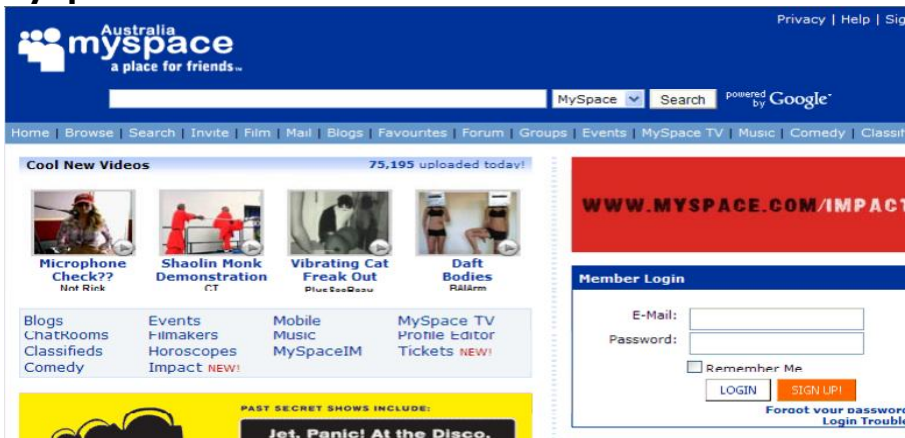 Australia
myspace
a place for friends
Privacy | Help |
MySpace
Search
powered by Google
Home | Browse | Search | Invite | Film | Mail | Blogs | Favourites | Forum | Groups | Events | MySpace TV | Music | Comedy |
Cool New Videos
75,195 uploaded today!
Microphone Check??
Not Rick
Shaolin Monk Demonstration
CT
Vibrating Cat Freak Out
Daft Bodies
WWW.MYSPACE.COM/IMPACT
Member Login
E-Mail:
Password:
Remember Me
LOGIN
SIGN UP!
Forgot your password
Login Trouble
Blogs
Events
Mobile
MySpace TV
ChatRooms
Filmakers
Music
Profile Editor
Classifieds
Horoscopes
MySpaceIM
Tickets NEW!
Comedy
Impact NEW!
PAST SECRET SHOWS INCLUDE:
Jet, Panic! At the Disco,